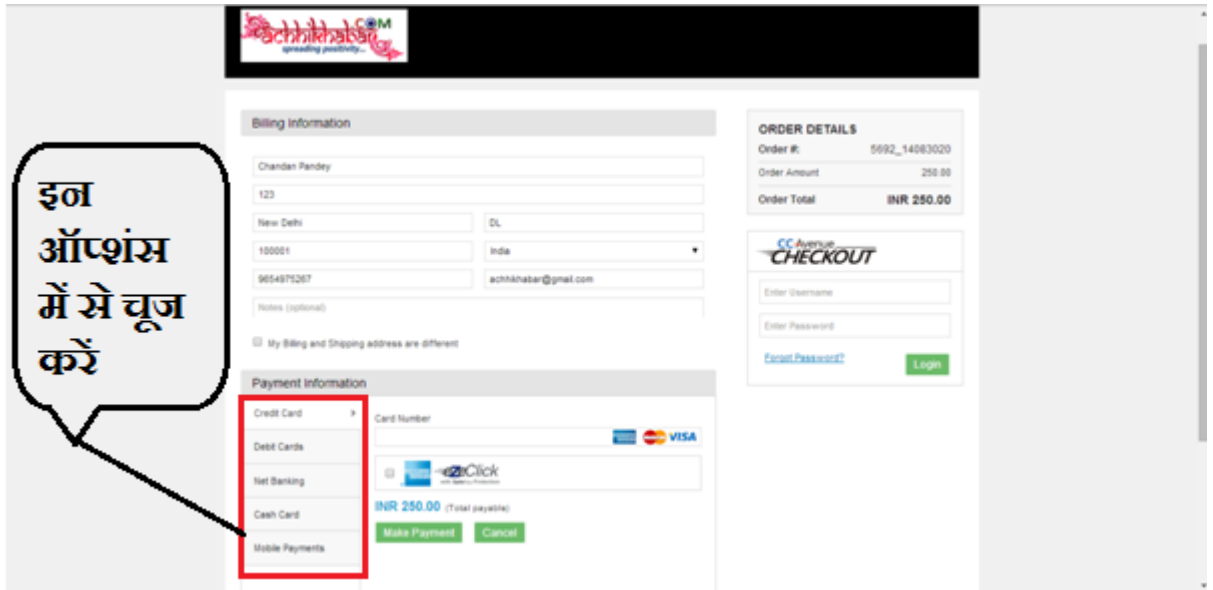 .COM
achhikhabar
spreading positivity...
Billing Information
Chandan Pandey
123
New Delhi
DL
100001
India
9654975267
achhikhabar@gmail.com
Notes (optional)
My Billing and Shipping address are different
ORDER DETAILS
Order #: 5692_14083020
Order Amount 250.00
Order Total INR 250.00
CCAvenue
CHECKOUT
Enter Username
Enter Password
Forgot Password?
Login
इन
ऑप्शंस
में से चूज
करें
Payment Information
Credit Card
Debit Cards
Net Banking
Cash Card
Mobile Payments
Card Number
VISA
ezeClick
INR 250.00 (Total payable)
Make Payment
Cancel